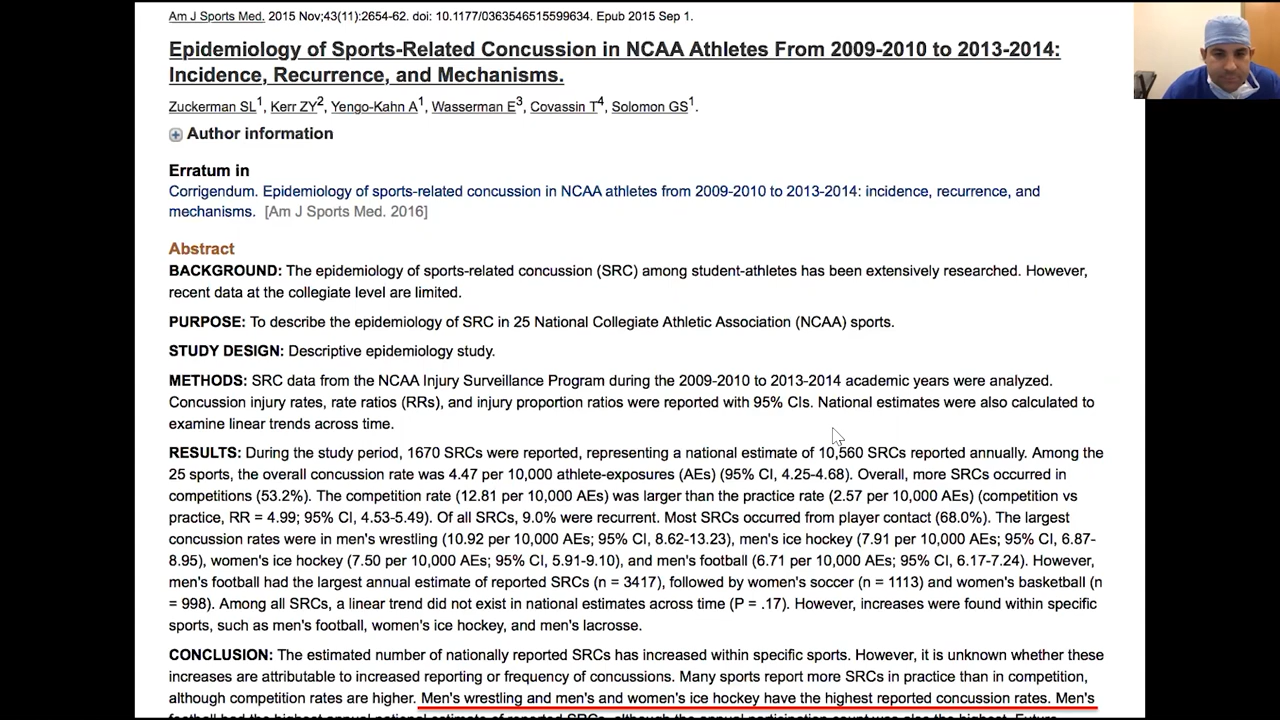 Am J Sports Med. 2015 Nov;43(11):2654-62. doi: 10.1177/0363546515599634. Epub 2015 Sep 1.
Epidemiology of Sports-Related Concussion in NCAA Athletes From 2009-2010 to 2013-2014:
Incidence, Recurrence, and Mechanisms.
Zuckerman SL1, Kerr ZY2, Yengo-Kahn A1, Wasserman E3, Covassin T4, Solomon GS1.
Author information
Erratum in
Corrigendum. Epidemiology of sports-related concussion in NCAA athletes from 2009-2010 to 2013-2014: incidence, recurrence, and
mechanisms. [Am J Sports Med. 2016]
Abstract
BACKGROUND: The epidemiology of sports-related concussion (SRC) among student-athletes has been extensively researched. However,
recent data at the collegiate level are limited.
PURPOSE: To describe the epidemiology of SRC in 25 National Collegiate Athletic Association (NCAA) sports.
STUDY DESIGN: Descriptive epidemiology study.
METHODS: SRC data from the NCAA Injury Surveillance Program during the 2009-2010 to 2013-2014 academic years were analyzed.
Concussion injury rates, rate ratios (RRs), and injury proportion ratios were reported with 95% CIs. National estimates were also calculated to
examine linear trends across time.
RESULTS: During the study period, 1670 SRCs were reported, representing a national estimate of 10,560 SRCs reported annually. Among the
25 sports, the overall concussion rate was 4.47 per 10,000 athlete-exposures (AEs) (95% CI, 4.25-4.68). Overall, more SRCs occurred in
competitions (53.2%). The competition rate (12.81 per 10,000 AEs) was larger than the practice rate (2.57 per 10,000 AEs) (competition vs
practice, RR = 4.99; 95% CI, 4.53-5.49). Of all SRCs, 9.0% were recurrent. Most SRCs occurred from player contact (68.0%). The largest
concussion rates were in men's wrestling (10.92 per 10,000 AEs; 95% CI, 8.62-13.23), men's ice hockey (7.91 per 10,000 AEs; 95% CI, 6.87-
8.95), women's ice hockey (7.50 per 10,000 AEs; 95% CI, 5.91-9.10), and men's football (6.71 per 10,000 AEs; 95% CI, 6.17-7.24). However,
men's football had the largest annual estimate of reported SRCs (n = 3417), followed by women's soccer (n = 1113) and women's basketball (n
= 998). Among all SRCs, a linear trend did not exist in national estimates across time (P = .17). However, increases were found within specific
sports, such as men's football, women's ice hockey, and men's lacrosse.
CONCLUSION: The estimated number of nationally reported SRCs has increased within specific sports. However, it is unknown whether these
increases are attributable to increased reporting or frequency of concussions. Many sports report more SRCs in practice than in competition,
although competition rates are higher. Men's wrestling and men's and women's ice hockey have the highest reported concussion rates. Men's